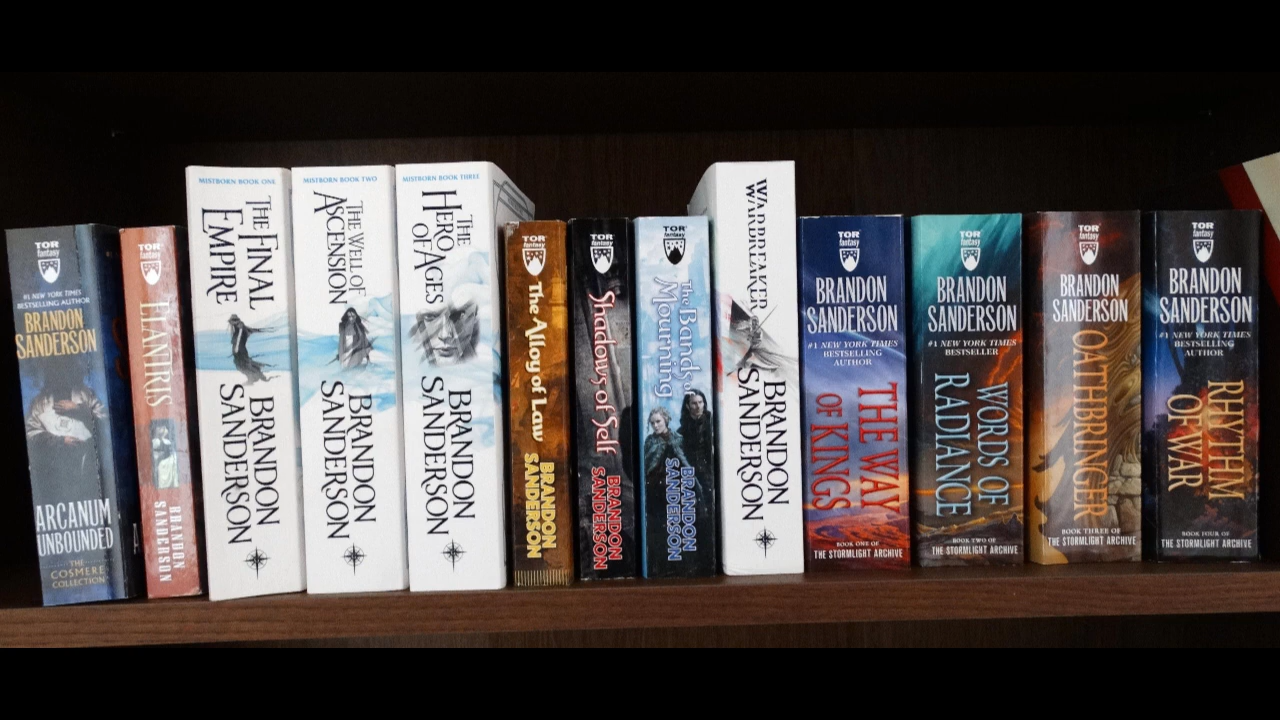 TOR
fantasy
#1 NEW YORK TIMES
BESTSELLING AUTHOR
BRANDON
SANDERSON
ARCANUM
UNBOUNDED
THE
COSMERE
COLLECTION
TOR
fantasy
ELANTRIS
BRANDON
SANDERSON
MISTBORN BOOK ONE
THE FINAL
EMPIRE
BRANDON
SANDERSON
MISTBORN BOOK TWO
THE WELL OF
ASCENSION
BRANDON
SANDERSON
MISTBORN BOOK THREE
THE
HERO
OF AGES
BRANDON
SANDERSON
TOR
fantasy
The Alloy of Law
BRANDON
SANDERSON
TOR
fantasy
Shadows of Self
BRANDON
SANDERSON
TOR
fantasy
The Bands of
Mourning
BRANDON
SANDERSON
WARBREAKER
BRANDON
SANDERSON
TOR
fantasy
BRANDON
SANDERSON
#1 NEW YORK TIMES
BESTSELLING
AUTHOR
THE WAY
OF KINGS
BOOK ONE OF
THE STORMLIGHT ARCHIVE
TOR
fantasy
BRANDON
SANDERSON
#1 NEW YORK TIMES
BESTSELLER
WORDS OF
RADIANCE
BOOK TWO OF
THE STORMLIGHT ARCHIVE
TOR
fantasy
BRANDON
SANDERSON
OATHBRINGER
BOOK THREE OF
THE STORMLIGHT ARCHIVE
TOR
fantasy
BRANDON
SANDERSON
#1 NEW YORK TIMES
BESTSELLING
AUTHOR
RHYTHM
OF WAR
BOOK FOUR OF
THE STORMLIGHT ARCHIVE